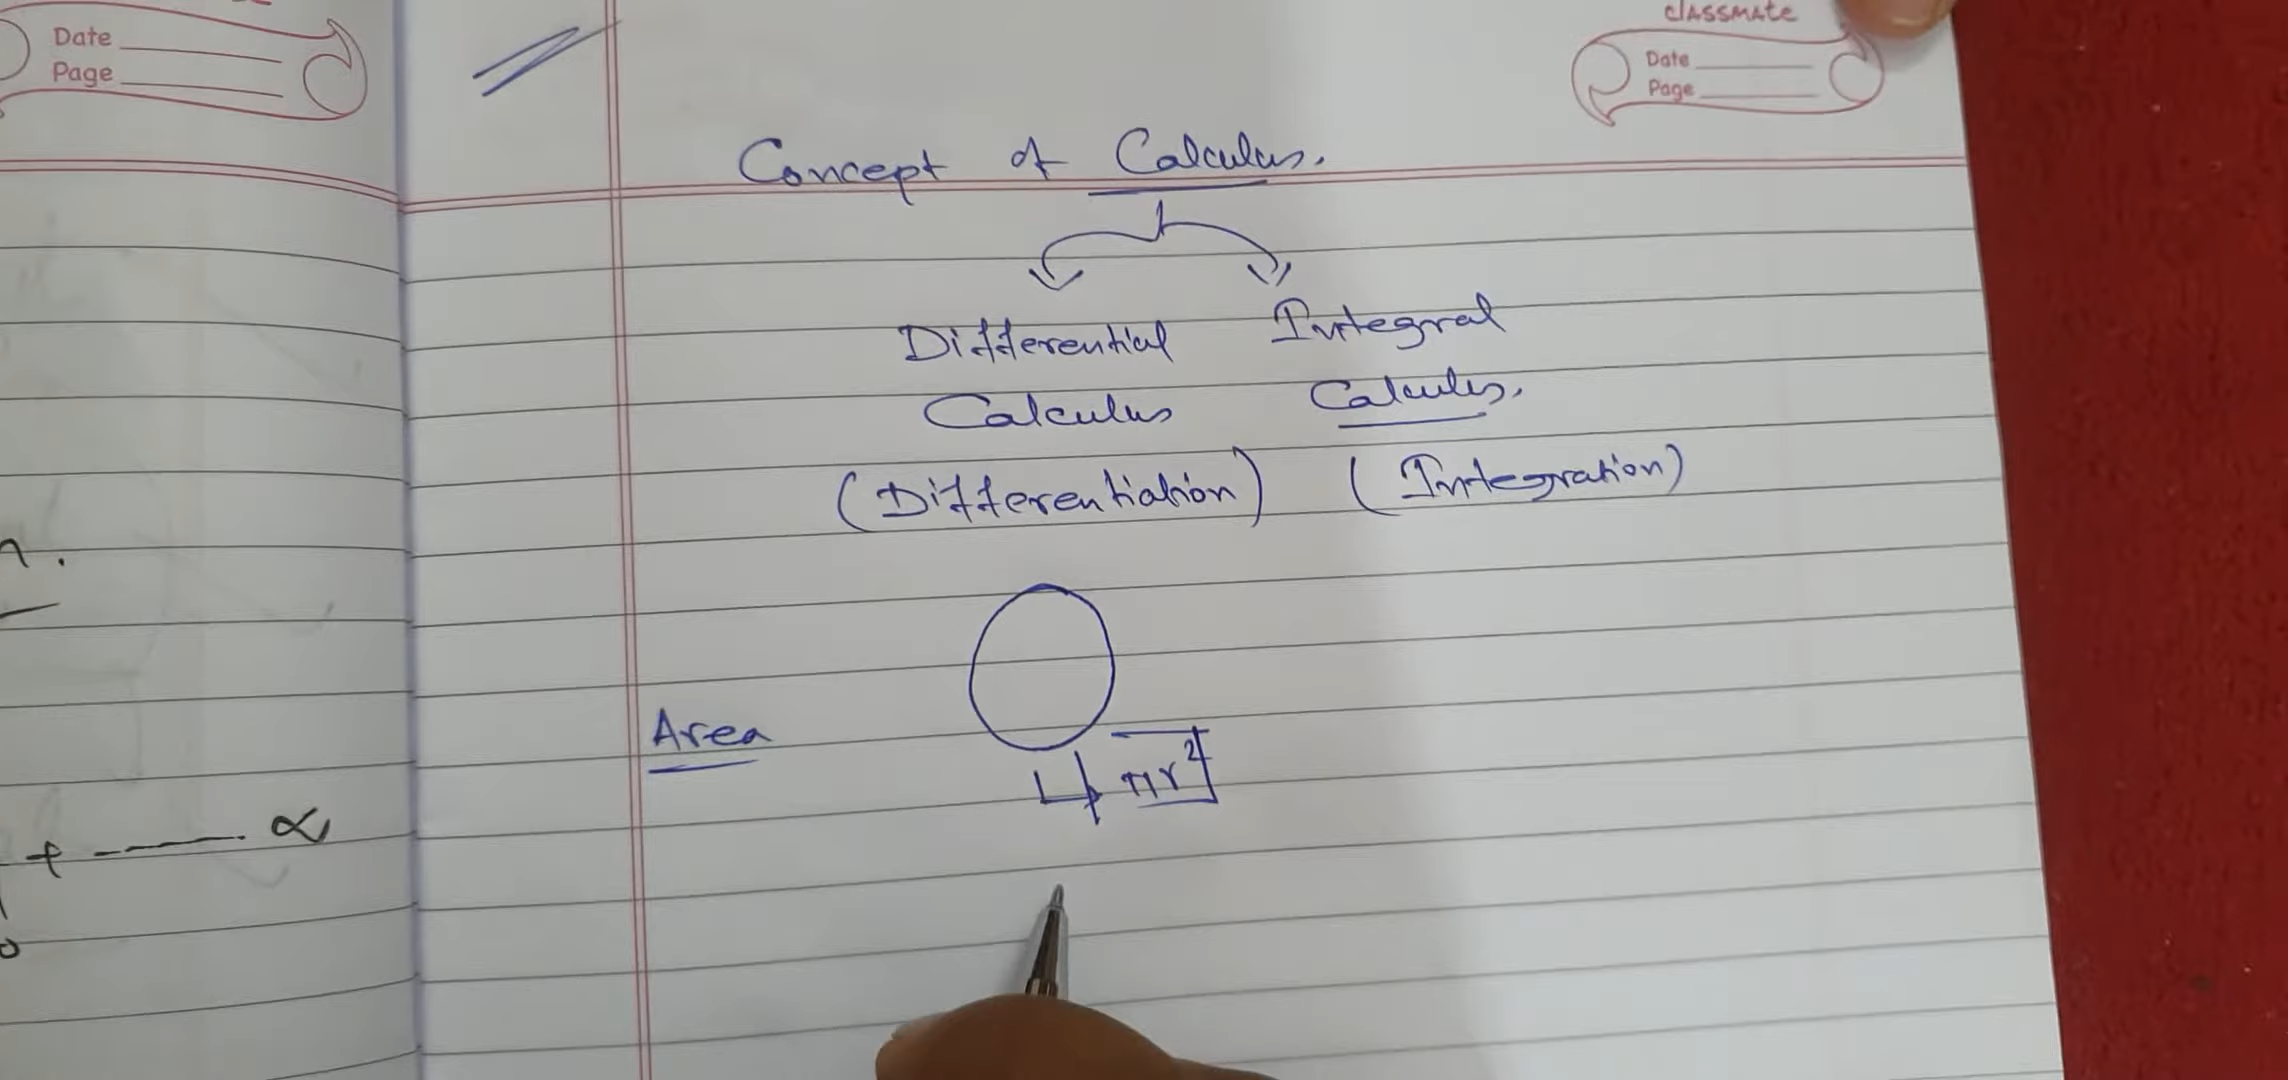 Date
Page
n.
+ ----- ∝
classmate
Date
Page
Concept of Calculus.
Differential Integral
Calculus Calculus.
(Differentiation) (Integration)
Area
πr²